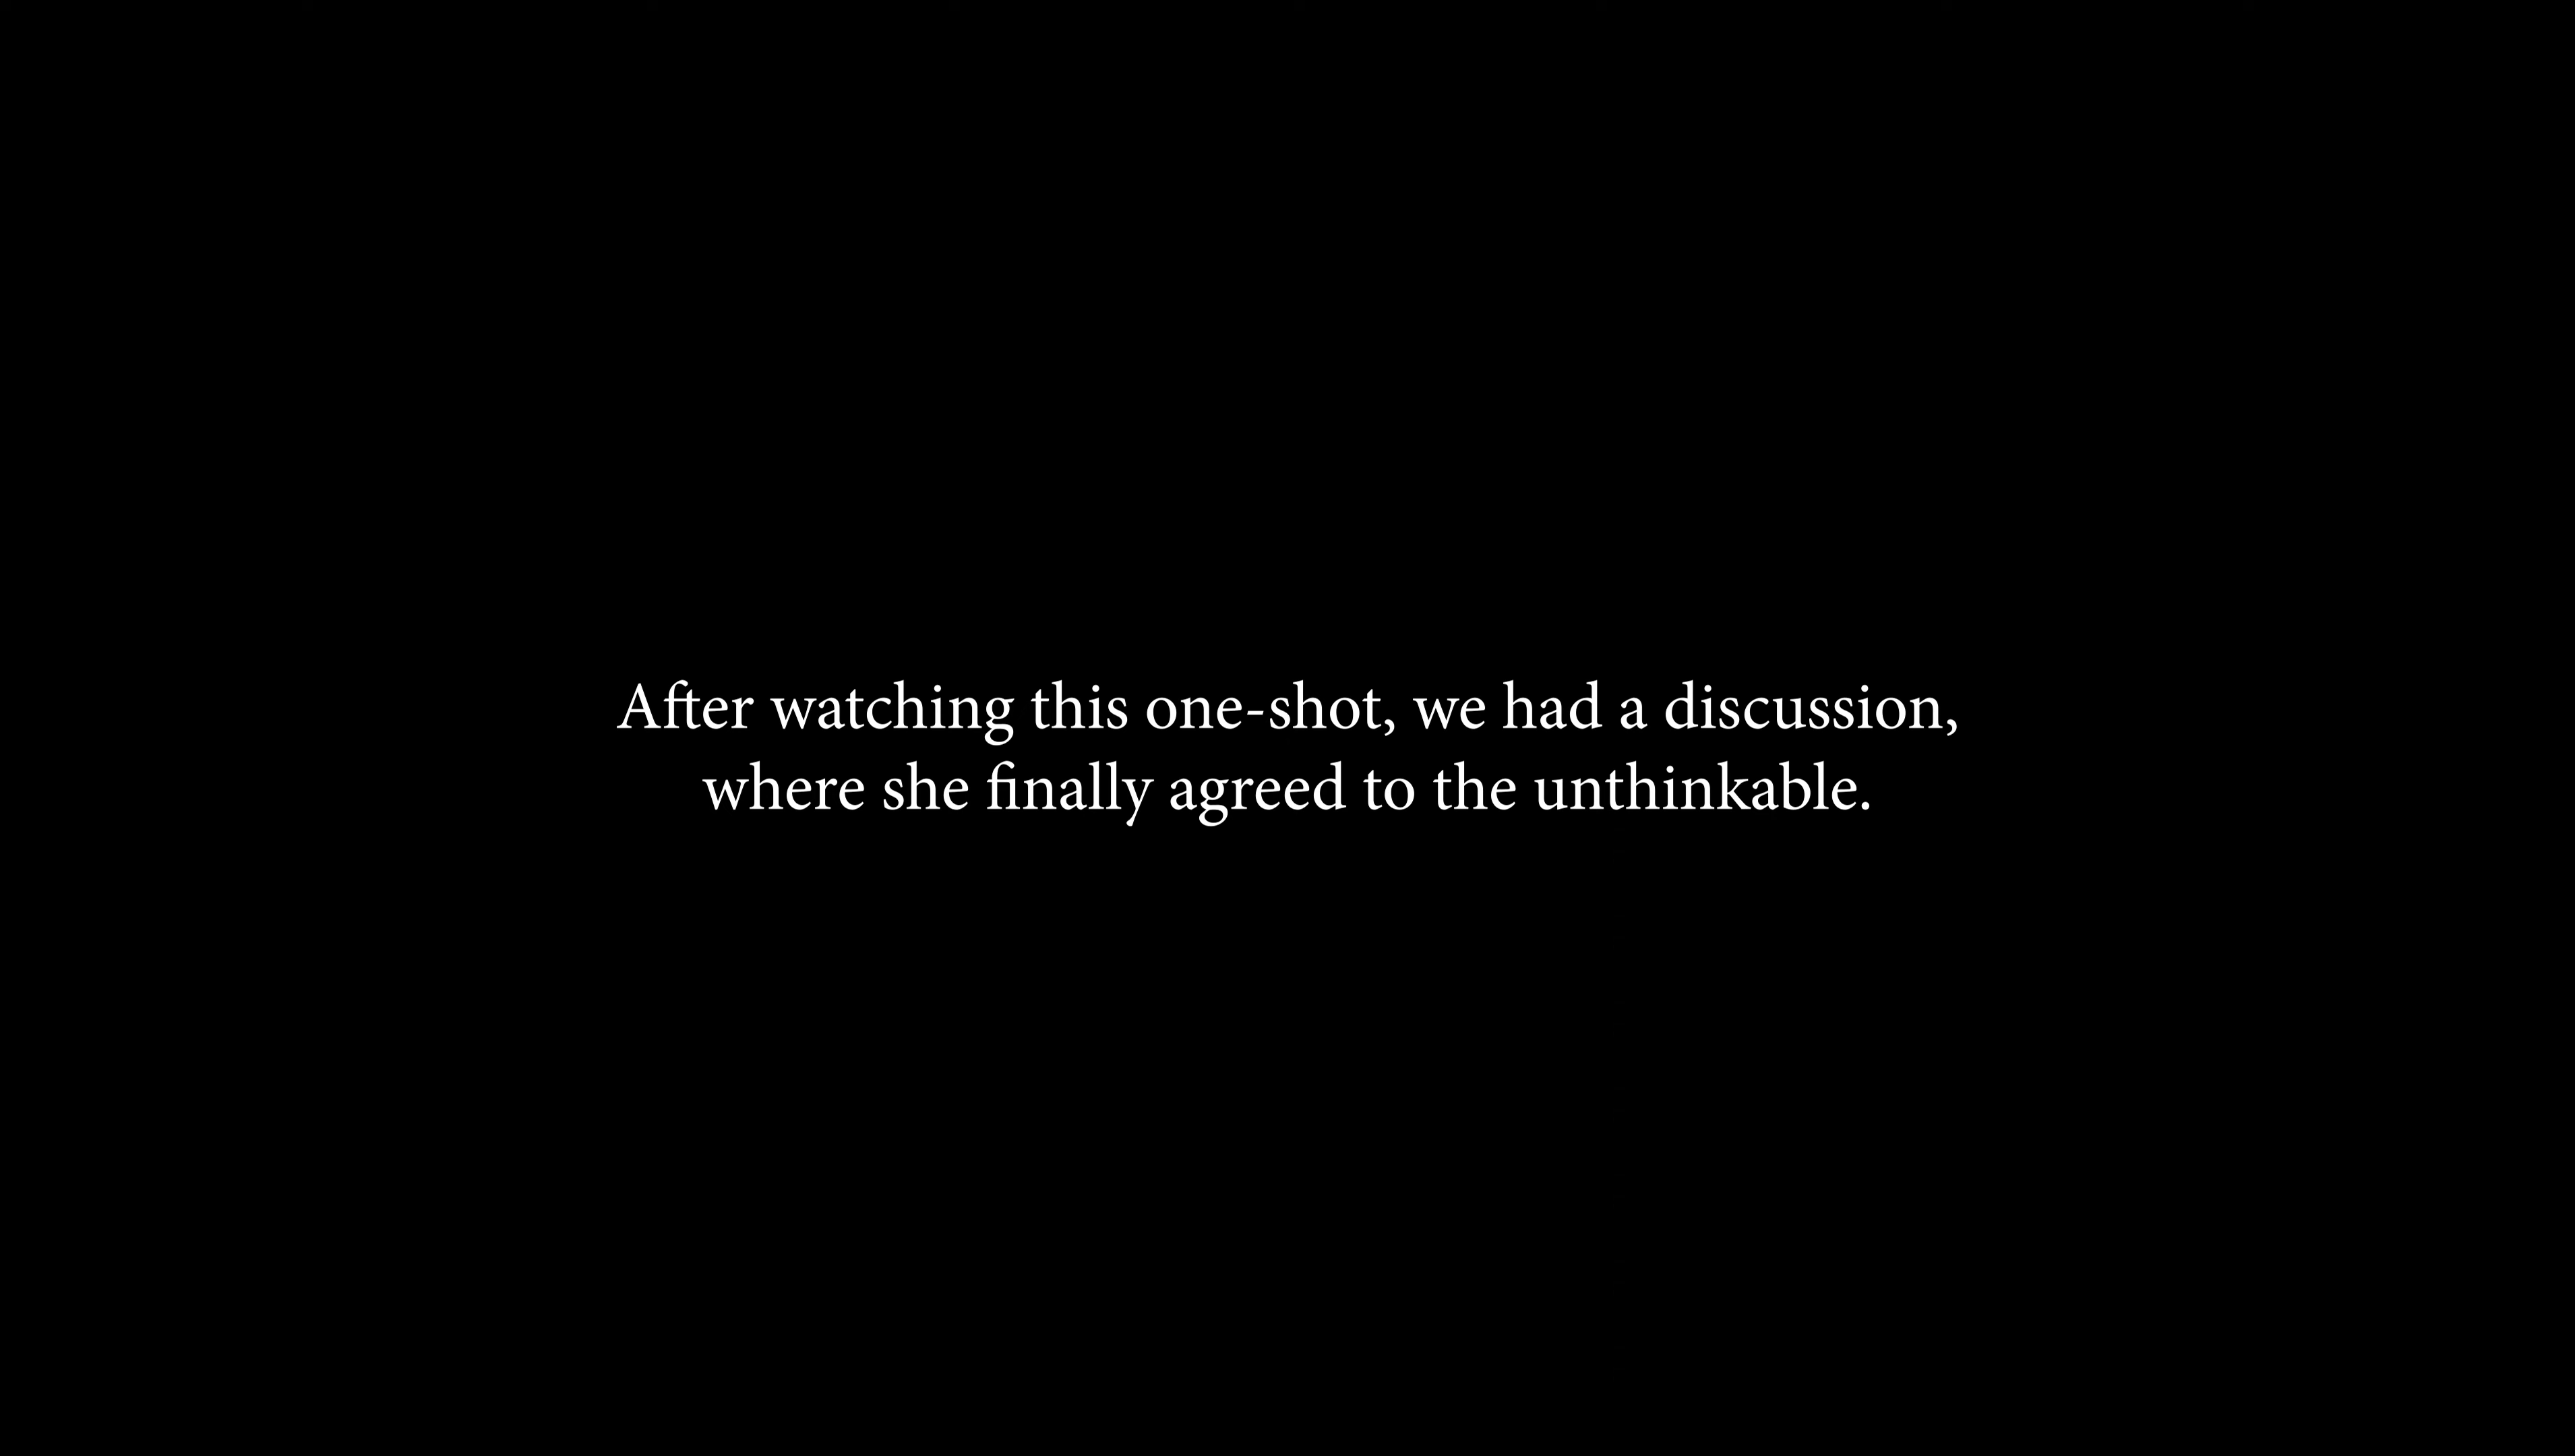 After watching this one-shot, we had a discussion,
where she finally agreed to the unthinkable.